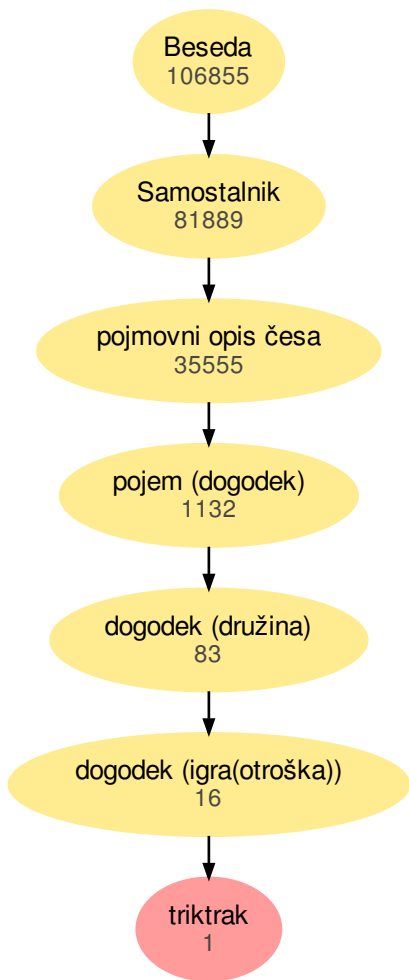 Beseda
106855
Samostalnik
81889
pojmovni opis česa
35555
pojem (dogodek)
1132
dogodek (družina)
83
dogodek (igra(otroška))
16
triktrak
1